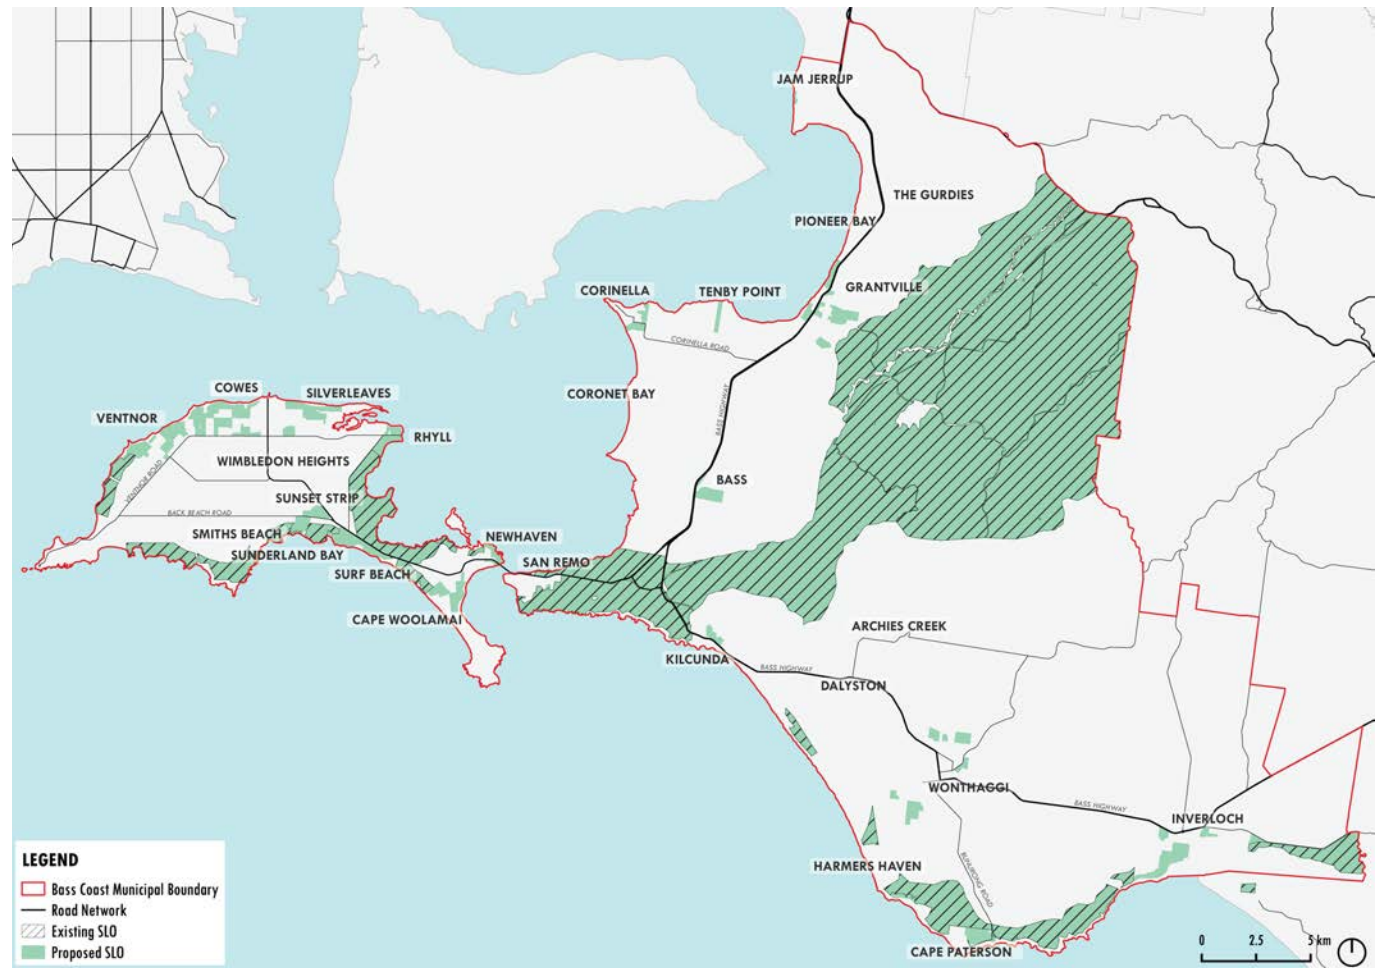 JAM JERRUP
THE GURDIES
PIONEER BAY
GRANTVILLE
CORINELLA
TENBY POINT
CORINELLA ROAD
CORONET BAY
BASS HIGHWAY
COWES
SILVERLEAVES
VENTNOR
RHYLL
WIMBLEDON HEIGHTS
VENTNOR ROAD
BASS
SUNSET STRIP
BACK BEACH ROAD
SMITHS BEACH
NEWHAVEN
SUNDERLAND BAY
SAN REMO
SURF BEACH
CAPE WOOLAMAI
ARCHIES CREEK
KILCUNDA
BASS HIGHWAY
DALYSTON
WONTHAGGI
BASS HIGHWAY
INVERLOCH
HARMERS HAVEN
BUNURONG ROAD
CAPE PATERSON
LEGEND
Bass Coast Municipal Boundary
Road Network
Existing SLO
Proposed SLO
0 2.5 5 km